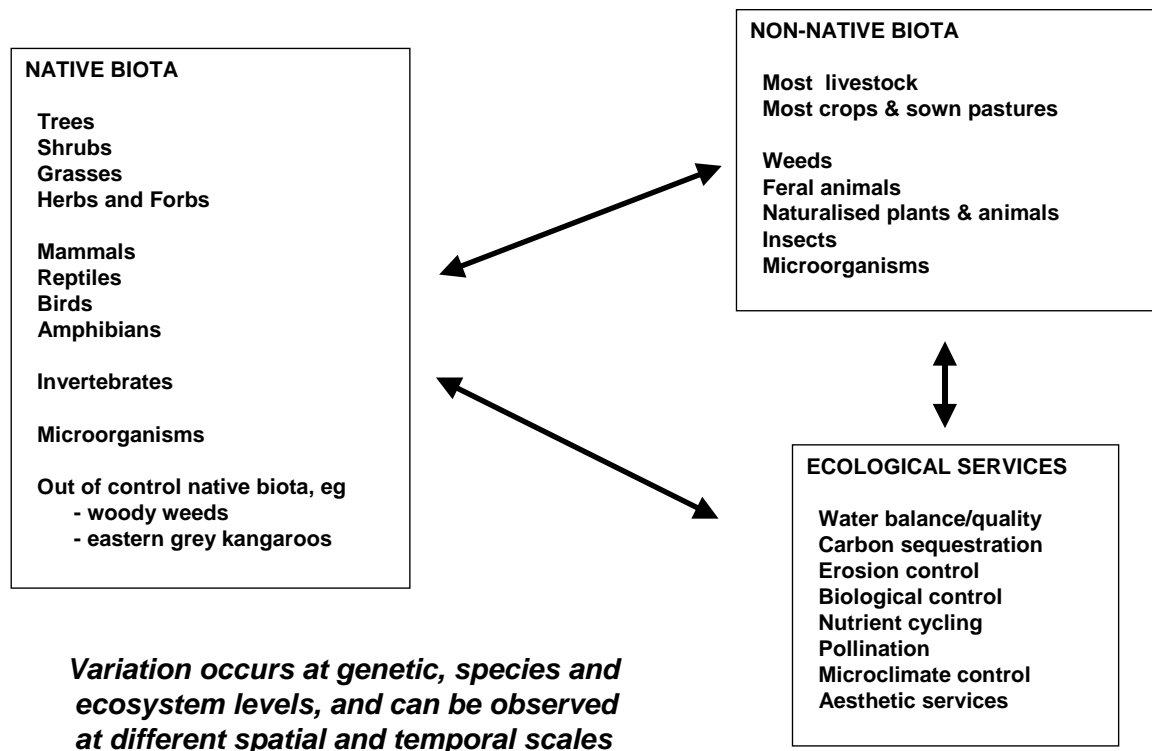 NATIVE BIOTA
Trees
Shrubs
Grasses
Herbs and Forbs
Mammals
Reptiles
Birds
Amphibians
Invertebrates
Microorganisms
Out of control native biota, eg
- woody weeds
- eastern grey kangaroos
NON-NATIVE BIOTA
Most livestock
Most crops & sown pastures
Weeds
Feral animals
Naturalised plants & animals
Insects
Microorganisms
ECOLOGICAL SERVICES
Water balance/quality
Carbon sequestration
Erosion control
Biological control
Nutrient cycling
Pollination
Microclimate control
Aesthetic services
Variation occurs at genetic, species and
ecosystem levels, and can be observed
at different spatial and temporal scales